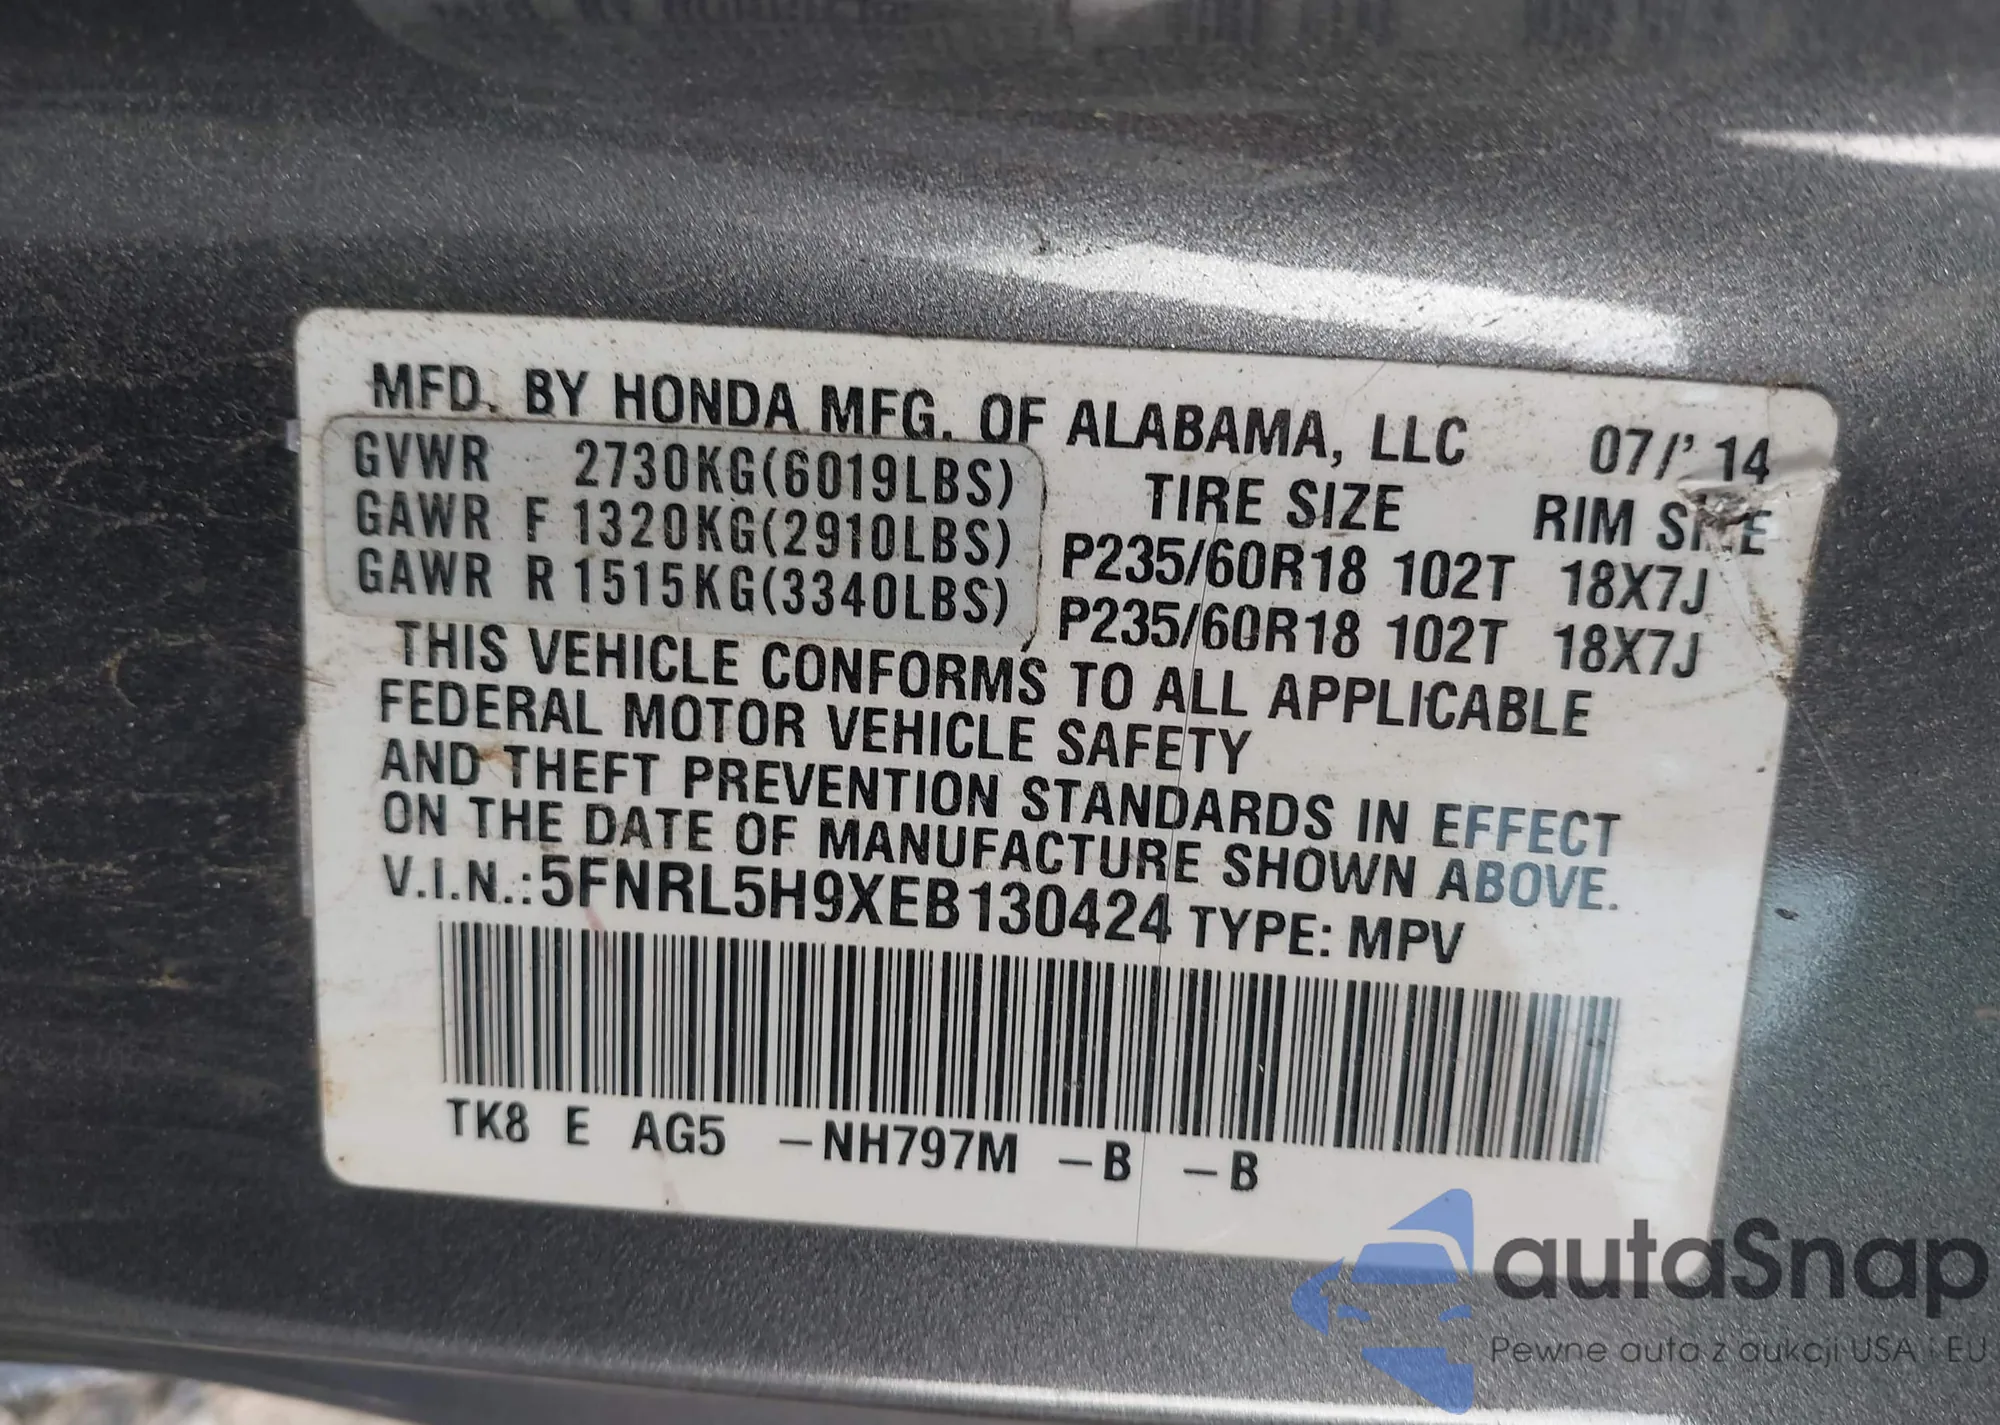 MFD. BY HONDA MFG. OF ALABAMA, LLC 07/' 14
GVWR 2730KG(6019LBS) TIRE SIZE RIM SIZE
GAWR F 1320KG(2910LBS) P235/60R18 102T 18X7J
GAWR R 1515KG(3340LBS), P235/60R18 102T 18X7J
THIS VEHICLE CONFORMS TO ALL APPLICABLE
FEDERAL MOTOR VEHICLE SAFETY
AND THEFT PREVENTION STANDARDS IN EFFECT
ON THE DATE OF MANUFACTURE SHOWN ABOVE.
V.I.N.:5FNRL5H9XEB130424 TYPE: MPV
TK8 E AG5 -NH797M -B -B
autaSnap
Pewne auta z aukcji USA i EU